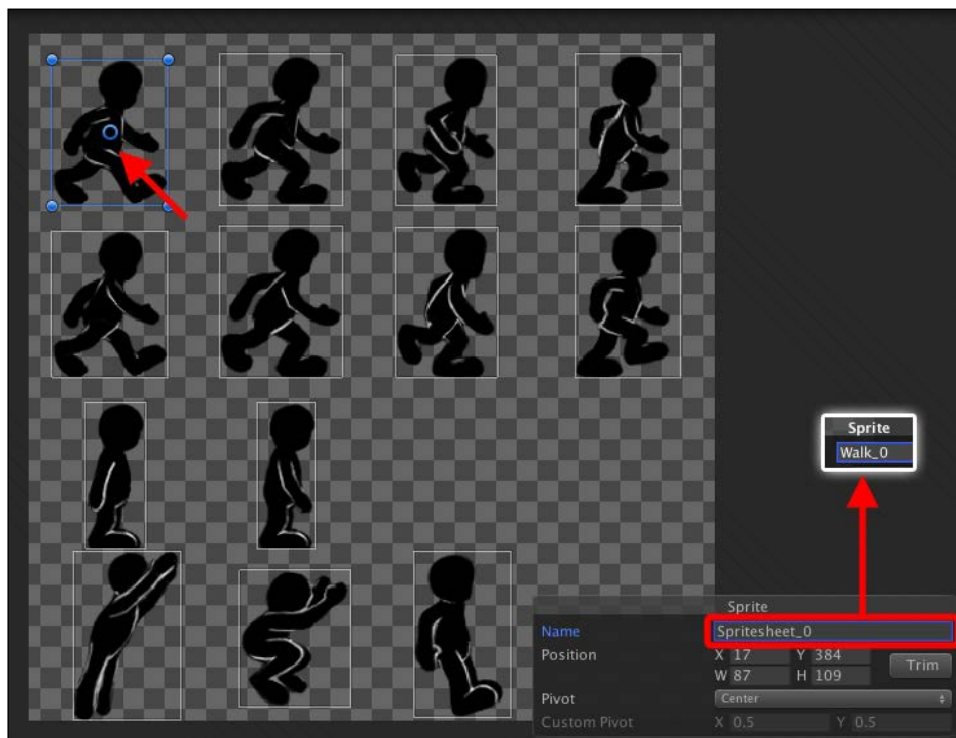 Sprite
Walk_0
Sprite
Name Spritesheet_0
Position X 17 Y 384
W 87 H 109
Trim
Pivot Center
Custom Pivot X 0.5 Y 0.5